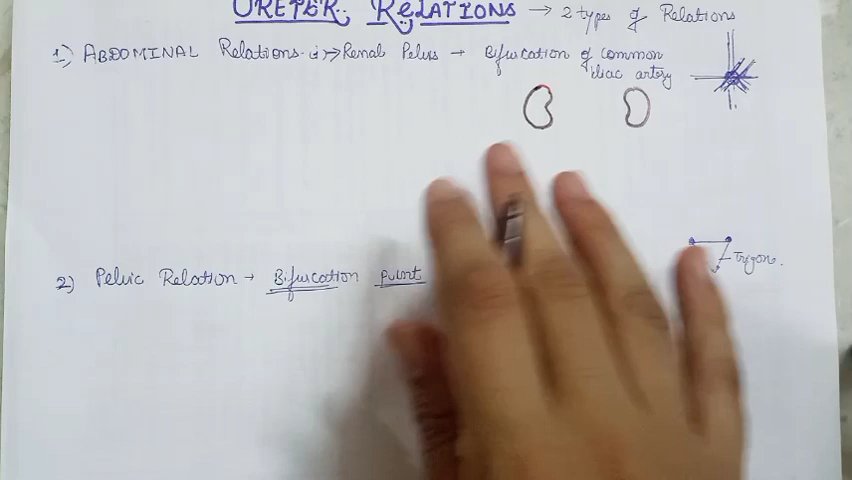 URETER RELATIONS → 2 types of Relations
1) ABDOMINAL Relations → Renal Pelvis → Bifurcation of common
iliac artery
2) Pelvic Relation → Bifurcation point
Trigon.